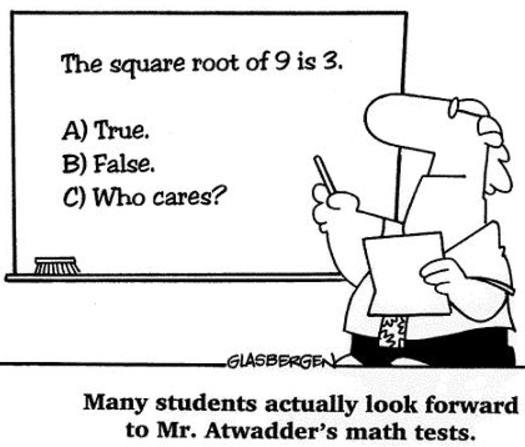 The square root of 9 is 3.
A) True.
B) False.
C) Who cares?
GLASBERGEN
Many students actually look forward
to Mr. Atwadder's math tests.